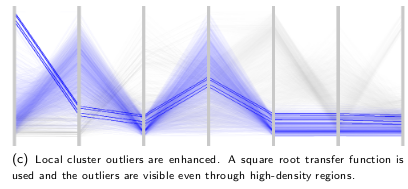 (c) Local cluster outliers are enhanced. A square root transfer function is
used and the outliers are visible even through high-density regions.